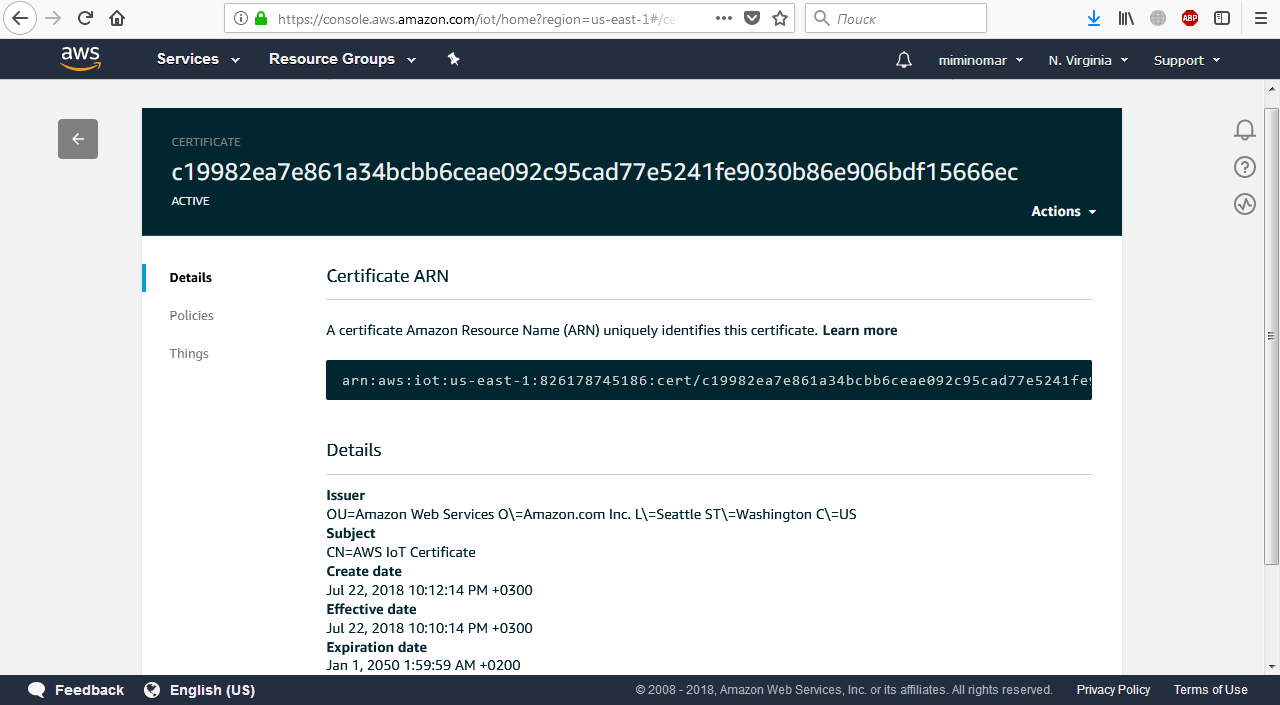 https://console.aws.amazon.com/iot/home?region=us-east-1#/ce
Поиск
ABP
aws
Services
Resource Groups
miminomar
N. Virginia
Support
CERTIFICATE
c19982ea7e861a34bcbb6ceae092c95cad77e5241fe9030b86e906bdf15666ec
ACTIVE
Actions
Details
Policies
Things
Certificate ARN
A certificate Amazon Resource Name (ARN) uniquely identifies this certificate. Learn more
arn:aws:iot:us-east-1:826178745186:cert/c19982ea7e861a34bcbb6ceae092c95cad77e5241fe9
Details
Issuer
OU=Amazon Web Services O\=Amazon.com Inc. L\=Seattle ST\=Washington C\=US
Subject
CN=AWS IoT Certificate
Create date
Jul 22, 2018 10:12:14 PM +0300
Effective date
Jul 22, 2018 10:10:14 PM +0300
Expiration date
Jan 1, 2050 1:59:59 AM +0200
Feedback
English (US)
© 2008 - 2018, Amazon Web Services, Inc. or its affiliates. All rights reserved.
Privacy Policy
Terms of Use